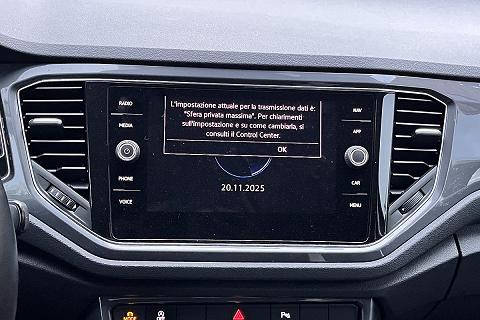 RADIO
MEDIA
PHONE
VOICE
L'impostazione attuale per la trasmissione dati è:
"Sfera privata massima". Per chiarimenti
sull'impostazione e su come cambiarla, si
consulti il Control Center.
OK
20.11.2025
NAV
APP
CAR
MENU
MODE